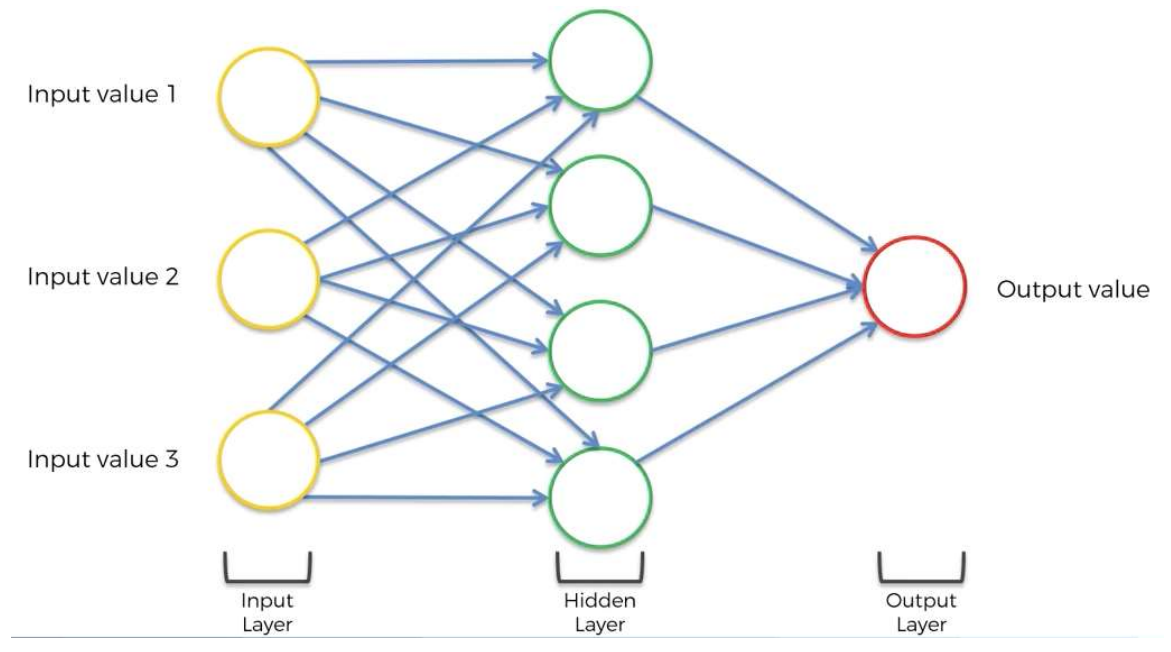 Input value 1
Input value 2
Input value 3
Output value
Input
Layer
Hidden
Layer
Output
Layer